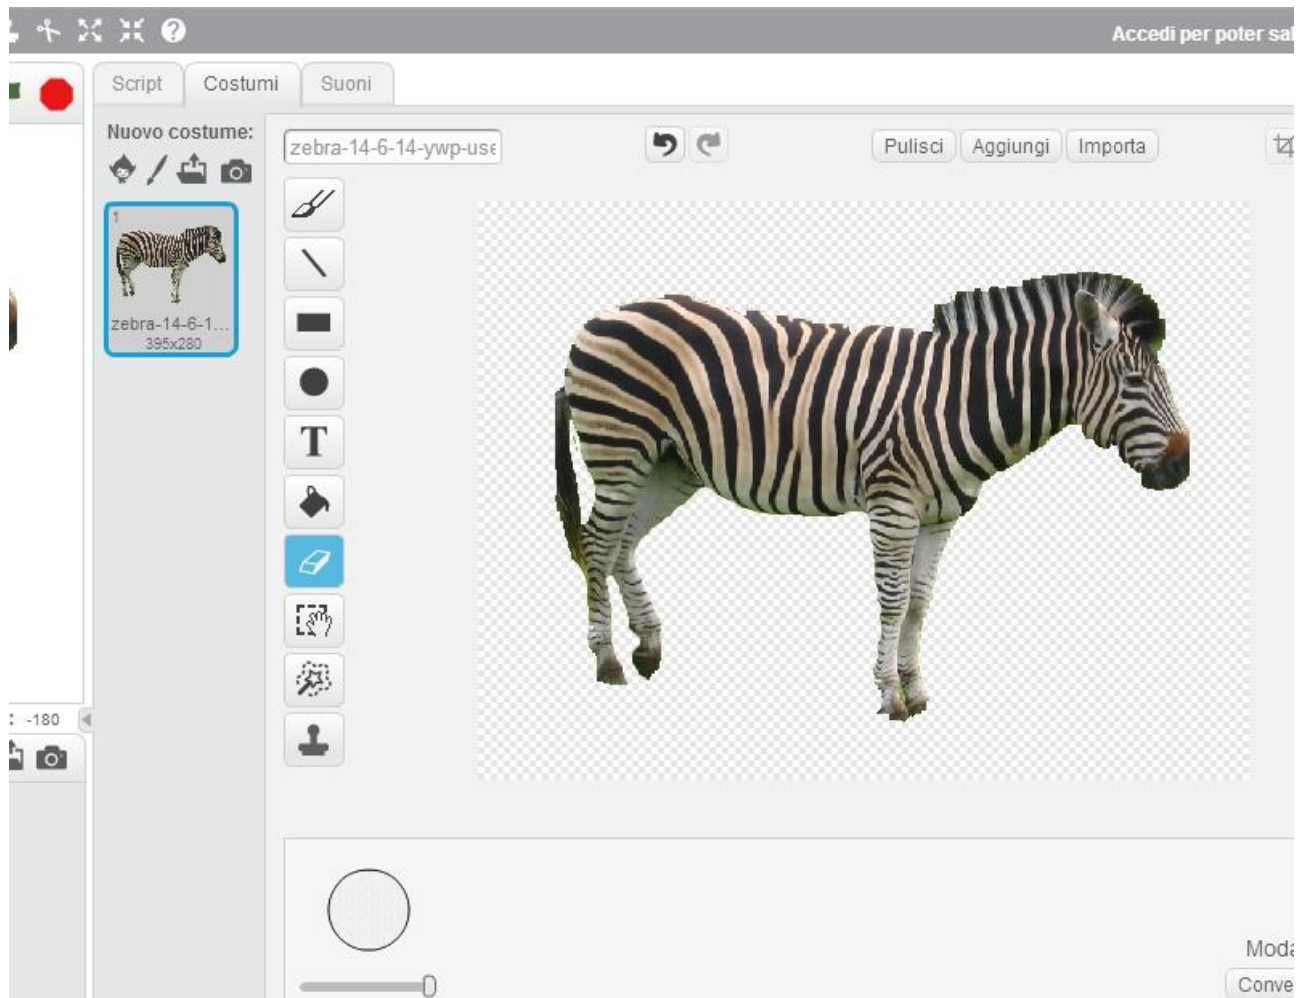 Accedi per poter sal
Script
Costumi
Suoni
Nuovo costume:
zebra-14-6-14-ywp-use
Pulisci
Aggiungi
Importa
1
zebra-14-6-1...
395x280
T
: -180
Moda
Conve